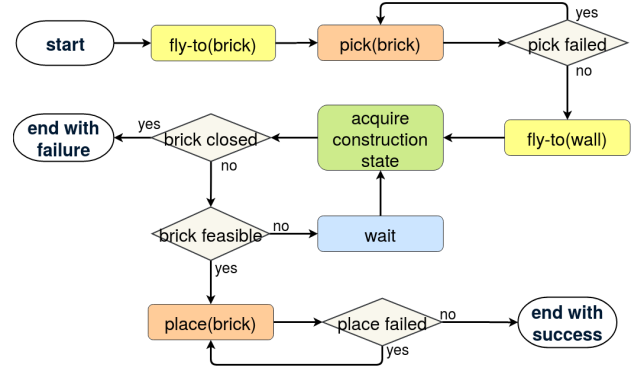 yes
start
fly-to(brick)
pick(brick)
pick failed
no
end with
failure
yes
brick closed
acquire
construction
state
fly-to(wall)
no
brick feasible
no
wait
yes
place(brick)
place failed
no
end with
success
yes